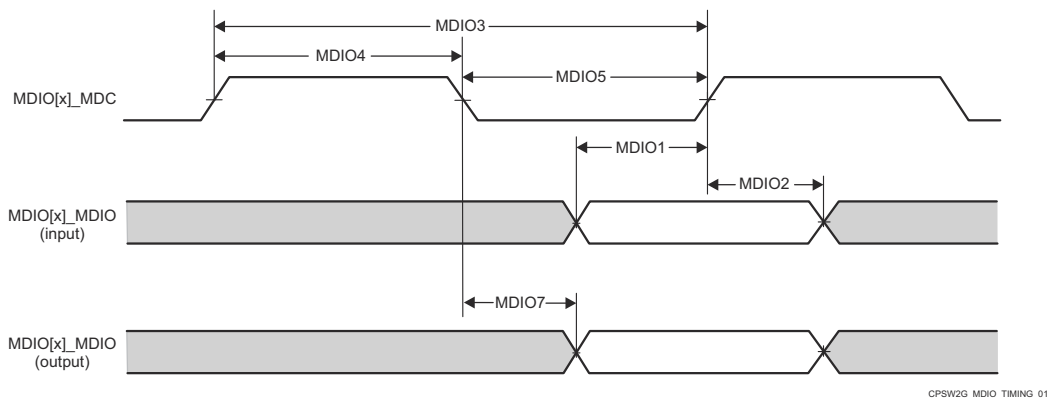 MDIO3
MDIO4
MDIO5
MDIO[x]_MDC
MDIO1
MDIO2
MDIO[x]_MDIO
(input)
MDIO7
MDIO[x]_MDIO
(output)
CPSW2G_MDIO_TIMING_01